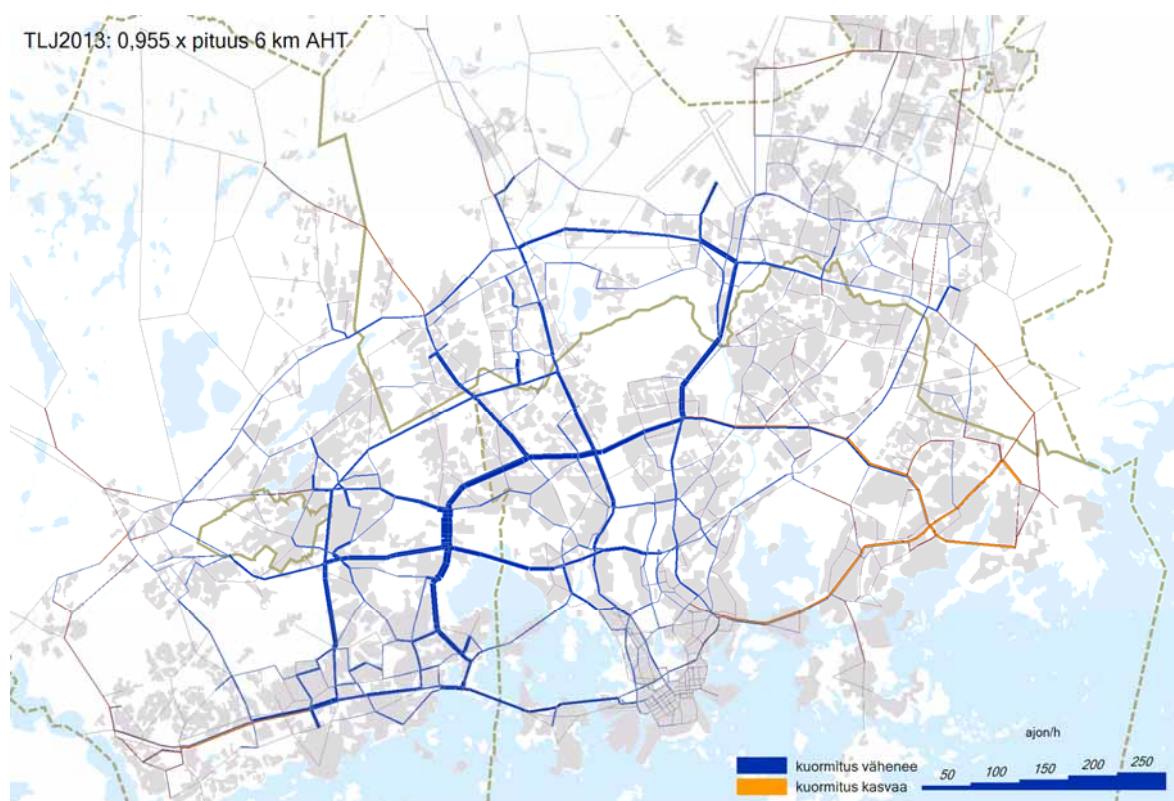 TLJ2013: 0,955 x pituus 6 km AHT
ajon/h
kuormitus vähenee
kuormitus kasvaa
50 100 150 200 250